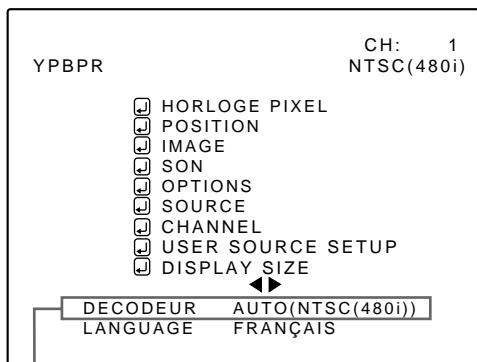 CH: 1
YPBPR NTSC(480i)
HORLOGE PIXEL
POSITION
IMAGE
SON
OPTIONS
SOURCE
CHANNEL
USER SOURCE SETUP
DISPLAY SIZE
DECODEUR AUTO(NTSC(480i))
LANGUAGE FRANÇAIS